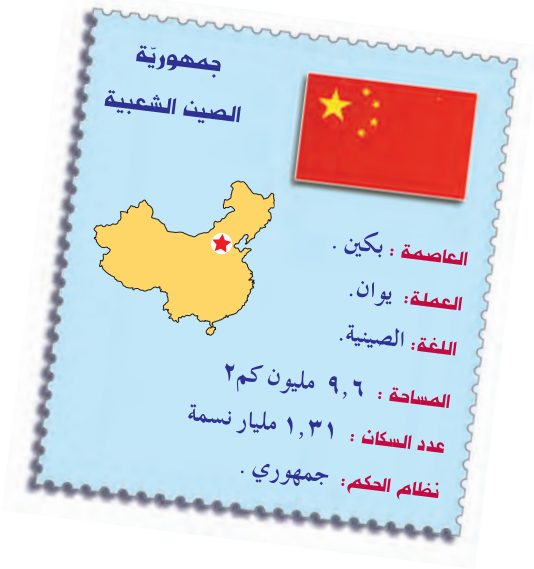 جمهوريّة
الصين الشعبية
العاصمة : بكين .
العملة: يوان.
اللغة: الصينية.
المساحة : ٩,٦ مليون كم٢
عدد السكان : ١,٣١ مليار نسمة
نظام الحكم: جمهوري .